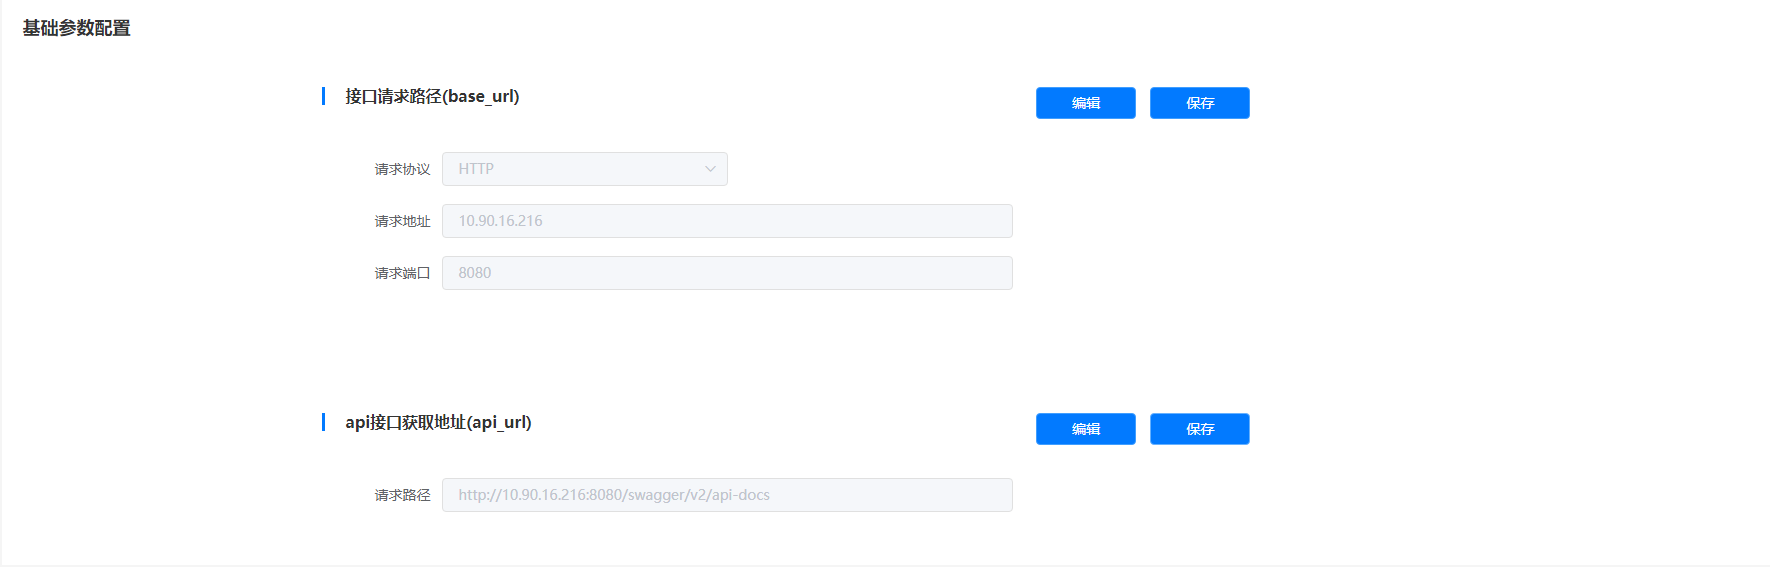 基础参数配置
接口请求路径(base_url)
编辑
保存
请求协议
HTTP
请求地址
10.90.16.216
请求端口
8080
api接口获取地址(api_url)
编辑
保存
请求路径
http://10.90.16.216:8080/swagger/v2/api-docs